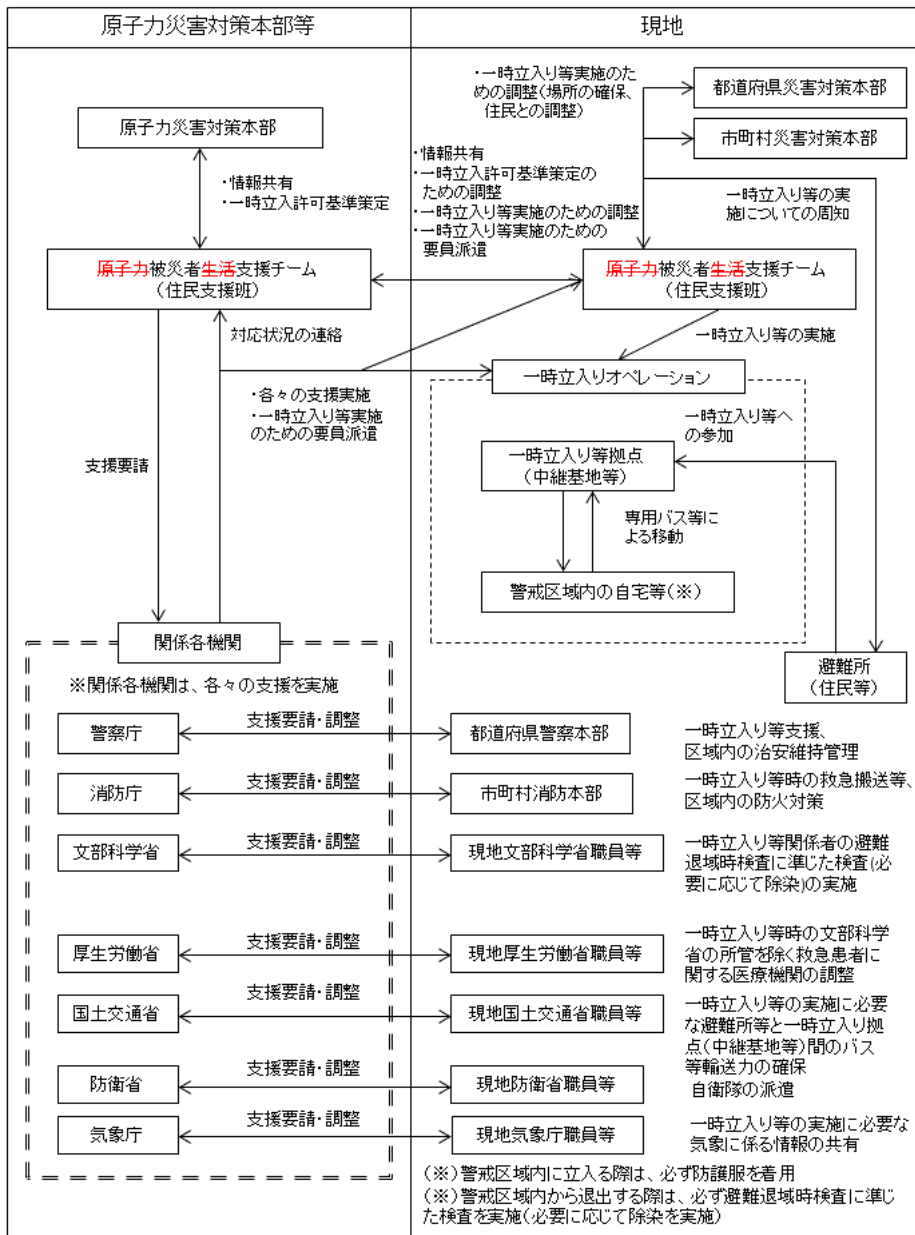 原子力災害対策本部等
現地
・一時立入り等実施のた
めの調整(場所の確保、
住民との調整)
都道府県災害対策本部
原子力災害対策本部
市町村災害対策本部
・情報共有
・一時立入許可基準策定
・情報共有
・一時立入許可基準策定の
ための調整
・一時立入り等実施のための調整
・一時立入り等実施のための
要員派遣
一時立入り等の実
施についての周知
原子力被災者生活支援チーム
(住民支援班)
原子力被災者生活支援チーム
(住民支援班)
対応状況の連絡
一時立入り等の実施
一時立入りオペレーション
・各々の支援実施
・一時立入り等実施
のための要員派遣
一時立入り等へ
の参加
支援要請
一時立入り等拠点
(中継基地等)
専用バス等に
よる移動
警戒区域内の自宅等(※)
関係各機関
避難所
(住民等)
※関係各機関は、各々の支援を実施
警察庁
支援要請・調整
都道府県警察本部
一時立入り等支援、
区域内の治安維持管理
消防庁
支援要請・調整
市町村消防本部
一時立入り等時の救急搬送等、
区域内の防火対策
文部科学省
支援要請・調整
現地文部科学省職員等
一時立入り等関係者の避難
退域時検査に準じた検査(必
要に応じて除染)の実施
厚生労働省
支援要請・調整
現地厚生労働省職員等
一時立入り等時の文部科学
省の所管を除く救急患者に
関する医療機関の調整
国土交通省
支援要請・調整
現地国土交通省職員等
一時立入り等の実施に必要
な避難所等と一時立入り拠
点(中継基地等)間のバス
等輸送力の確保
防衛省
支援要請・調整
現地防衛省職員等
自衛隊の派遣
気象庁
支援要請・調整
現地気象庁職員等
一時立入り等の実施に必要な
気象に係る情報の共有
(※)警戒区域内に立入る際は、必ず防護服を着用
(※)警戒区域内から退出する際は、必ず避難退域時検査に準じ
た検査を実施(必要に応じて除染を実施)